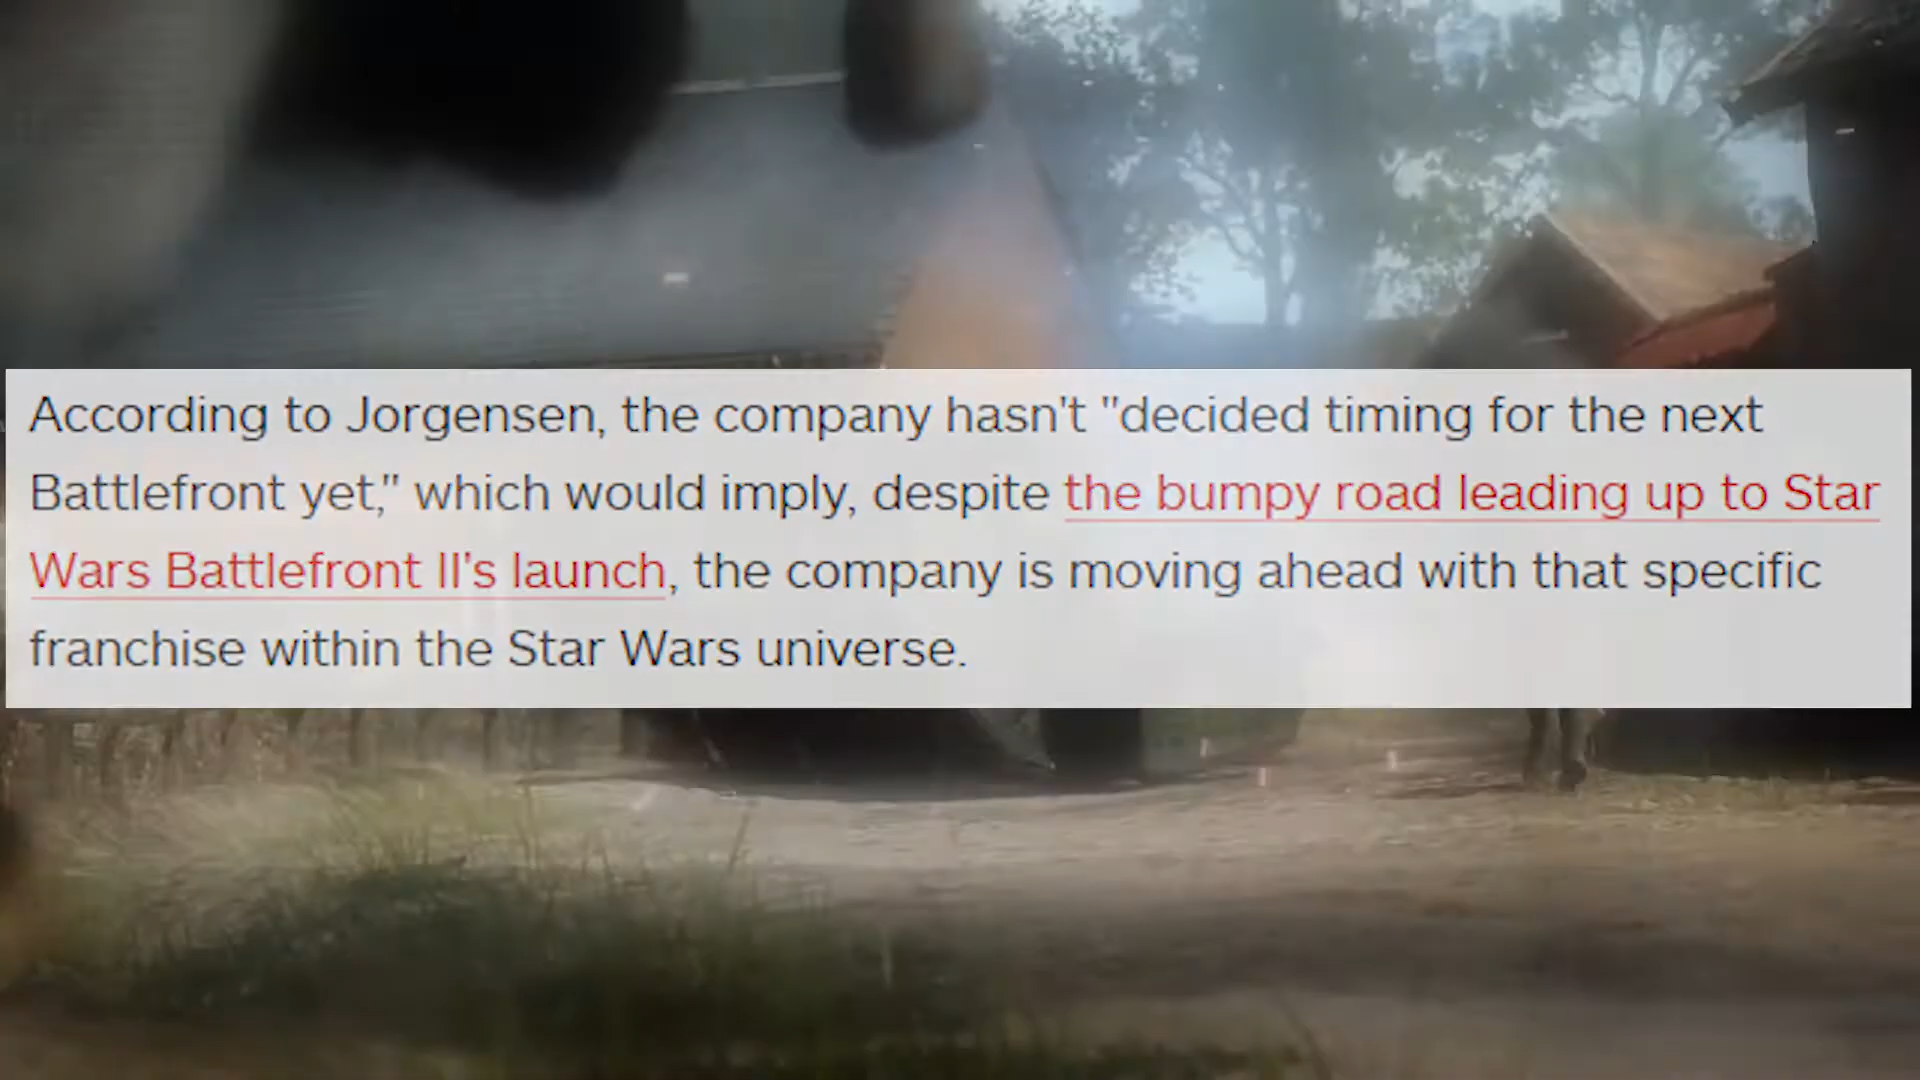 According to Jorgensen, the company hasn't "decided timing for the next
Battlefront yet," which would imply, despite the bumpy road leading up to Star
Wars Battlefront II's launch, the company is moving ahead with that specific
franchise within the Star Wars universe.